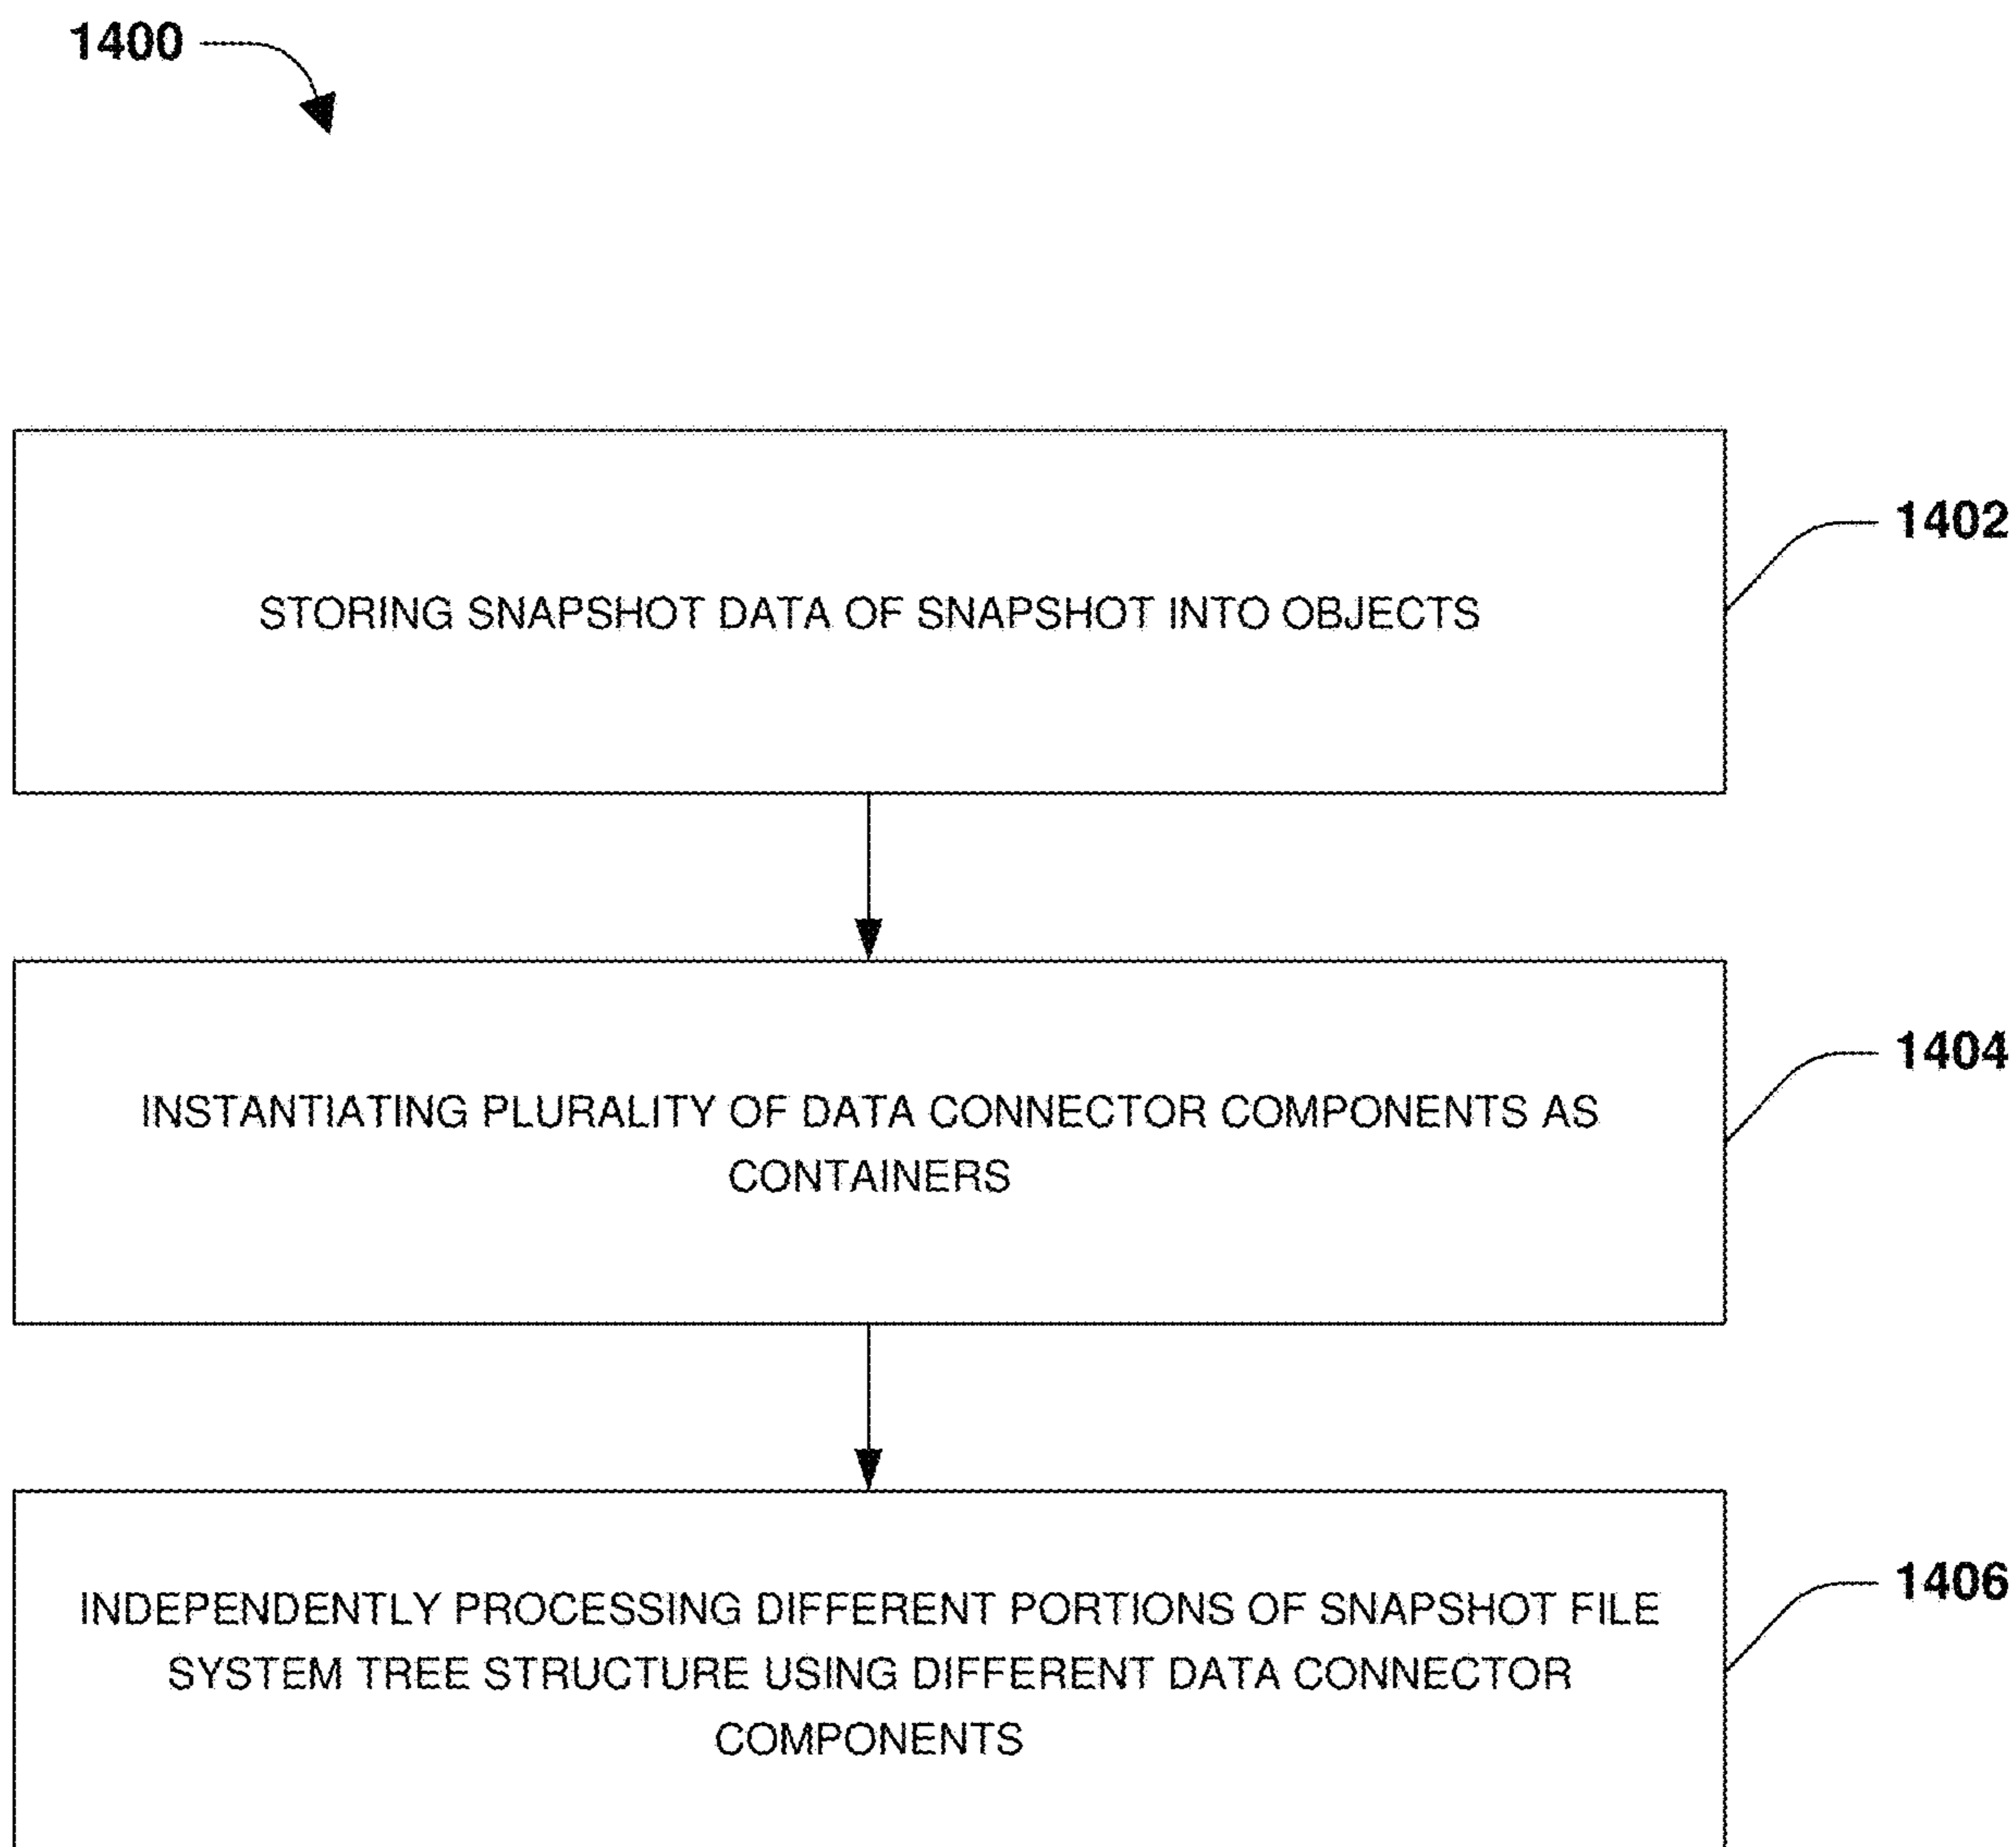 1400
STORING SNAPSHOT DATA OF SNAPSHOT INTO OBJECTS
1402
INSTANTIATING PLURALITY OF DATA CONNECTOR COMPONENTS AS
CONTAINERS
1404
INDEPENDENTLY PROCESSING DIFFERENT PORTIONS OF SNAPSHOT FILE
SYSTEM TREE STRUCTURE USING DIFFERENT DATA CONNECTOR
COMPONENTS
1406